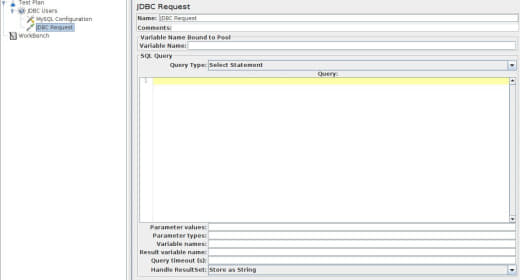 Test Plan
JDBC Users
MySQL Configuration
JDBC Request
WorkBench
JDBC Request
Name: JDBC Request
Comments:
Variable Name Bound to Pool
Variable Name:
SQL Query
Query Type: Select Statement
Query:
1
Parameter values:
Parameter types:
Variable names:
Result variable name:
Query timeout (s):
Handle ResultSet: Store as String